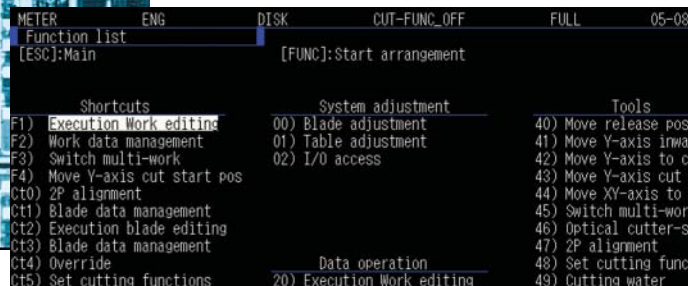 METER ENG DISK CUT-FUNC_OFF FULL 05-08
Function list
[ESC]:Main [FUNC]:Start arrangement
Shortcuts System adjustment Tools
F1) Execution Work editing 00) Blade adjustment 40) Move release pos
F2) Work data management 01) Table adjustment 41) Move Y-axis inwa
F3) Switch multi-work 02) I/O access 42) Move Y-axis to c
F4) Move Y-axis cut start pos 43) Move Y-axis cut
Ct0) 2P alignment 44) Move XY-axis to
Ct1) Blade data management 45) Switch multi-wor
Ct2) Execution blade editing 46) Optical cutter-s
Ct3) Blade data management 47) 2P alignment
Ct4) Override Data operation 48) Set cutting func
Ct5) Set cutting functions 20) Execution Work editing 49) Cutting water